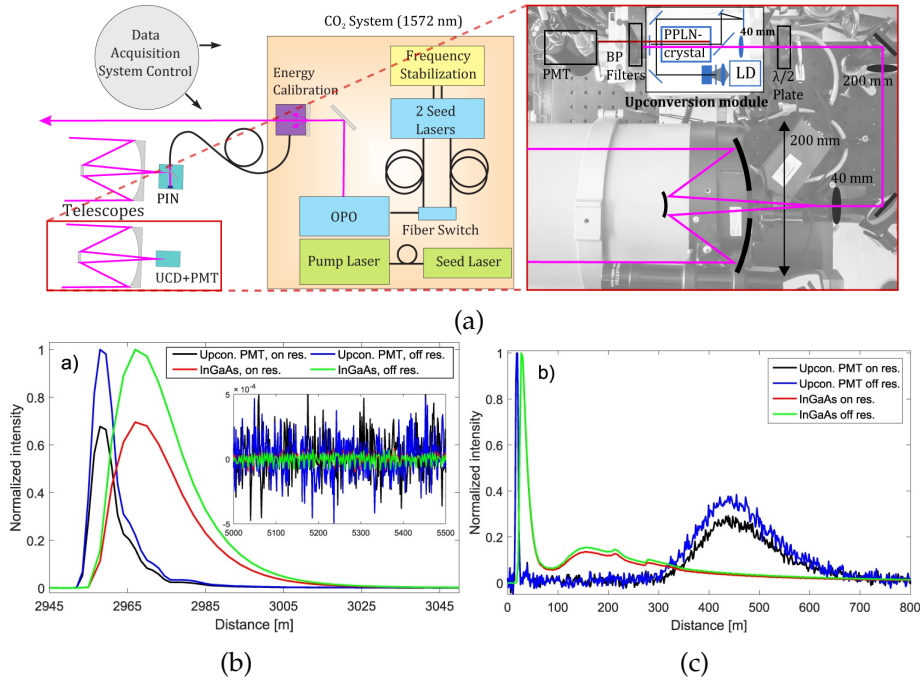 Data
Acquisition
System Control
CO₂ System (1572 nm)
Energy
Calibration
Frequency
Stabilization
2 Seed
Lasers
Fiber Switch
OPO
Pump Laser
Seed Laser
PIN
Telescopes
UCD+PMT
PMT.
BP
Filters
PPLN-
crystal
40 mm
LD
Upconversion module
λ/2
Plate
200 mm
200 mm
40 mm
(a)
a)
Upcon. PMT, on res.
Upcon. PMT, off res.
InGaAs, on res.
InGaAs, off res.
5 × 10⁻⁴
0
-5
5000 5100 5200 5300 5400 5500
Normalized intensity
1
0.8
0.6
0.4
0.2
0
2945 2965 2985 3005 3025 3045
Distance [m]
(b)
b)
Upcon. PMT on res.
Upcon. PMT off res.
InGaAs on res.
InGaAs off res.
Normalized intensity
1
0.8
0.6
0.4
0.2
0
0 100 200 300 400 500 600 700 800
Distance [m]
(c)